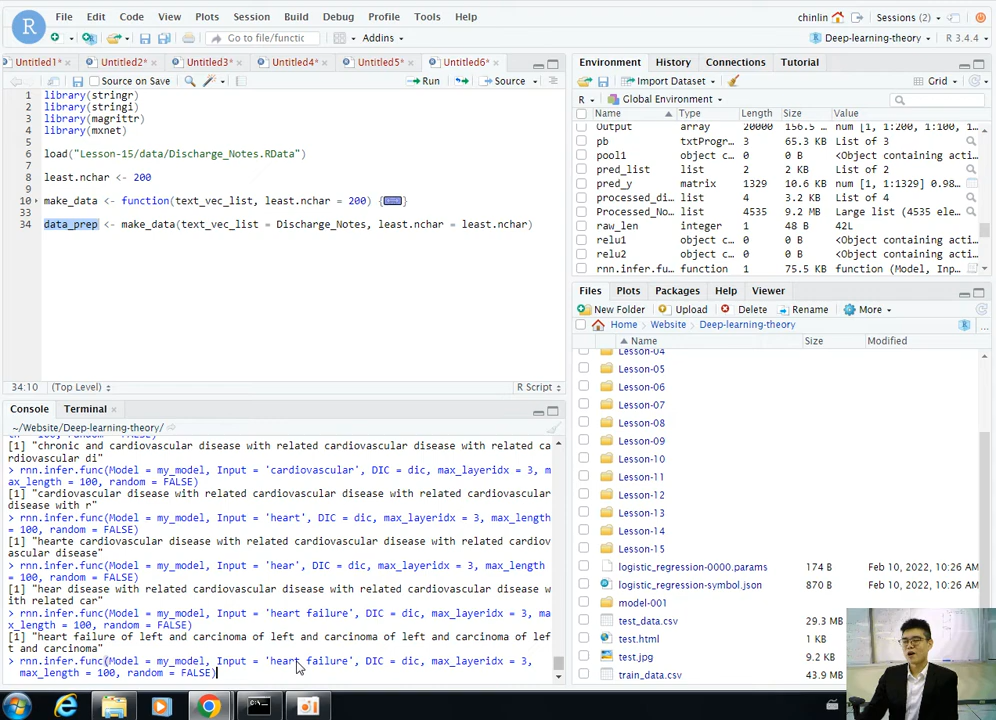 File Edit Code View Plots Session Build Debug Profile Tools Help
chinlin Sessions (2)
R
Go to file/functic Addins
Deep-learning-theory R 3.4.4
Untitled1* Untitled2* Untitled3* Untitled4* Untitled5* Untitled6*
Source on Save Run Source
1 library(stringr)
2 library(stringi)
3 library(magrittr)
4 library(mxnet)
5
6 load("Lesson-15/data/Discharge_Notes.RData")
7
8 least.nchar <- 200
9
10 make_data <- function(text_vec_list, least.nchar = 200) {
33
34 data_prep <- make_data(text_vec_list = Discharge_Notes, least.nchar = least.nchar)
34:10 (Top Level) R Script
Console Terminal
~/Website/Deep-learning-theory/
[1] "chronic and cardiovascular disease with related cardiovascular disease with related ca
rdiovascular di"
> rnn.infer.func(Model = my_model, Input = 'cardiovascular', DIC = dic, max_layeridx = 3, m
ax_length = 100, random = FALSE)
[1] "cardiovascular disease with related cardiovascular disease with related cardiovascular
disease with r"
> rnn.infer.func(Model = my_model, Input = 'heart', DIC = dic, max_layeridx = 3, max_length
= 100, random = FALSE)
[1] "hearte cardiovascular disease with related cardiovascular disease with related cardiov
ascular disease"
> rnn.infer.func(Model = my_model, Input = 'hear', DIC = dic, max_layeridx = 3, max_length
= 100, random = FALSE)
[1] "hear disease with related cardiovascular disease with related cardiovascular disease w
ith related car"
> rnn.infer.func(Model = my_model, Input = 'heart failure', DIC = dic, max_layeridx = 3, ma
x_length = 100, random = FALSE)
[1] "heart failure of left and carcinoma of left and carcinoma of left and carcinoma of lef
t and carcinoma"
> rnn.infer.func(Model = my_model, Input = 'heart failure', DIC = dic, max_layeridx = 3,
max_length = 100, random = FALSE)
Environment History Connections Tutorial
Import Dataset Grid
R Global Environment
Name Type Length Size Value
Output array 20000 156.5 … num [1, 1:200, 1:100, 1…
pb txtProgr… 3 65.3 KB List of 3
pool1 object c… 0 0 B <Object containing acti…
pred_list list 2 2 KB List of 2
pred_y matrix 1329 10.6 KB num [1, 1:1329] 0.98…
processed_di… list 4 3.2 KB List of 4
Processed_No… list 4535 9.2 MB Large list (4535 elem…
raw_len integer 1 48 B 42L
relu1 object c… 0 0 B <Object containing acti…
relu2 object c… 0 0 B <Object containing acti…
rnn.infer.fu… function 1 75.5 KB function (Model, Inp…
Files Plots Packages Help Viewer
New Folder Upload Delete Rename More
Home Website Deep-learning-theory
Name Size Modified
Lesson-04
Lesson-05
Lesson-06
Lesson-07
Lesson-08
Lesson-09
Lesson-10
Lesson-11
Lesson-12
Lesson-13
Lesson-14
Lesson-15
logistic_regression-0000.params 174 B Feb 10, 2022, 10:26 AM
logistic_regression-symbol.json 870 B Feb 10, 2022, 10:26 AM
model-001
test_data.csv 29.3 MB
test.html 1 KB
test.jpg 9.2 KB
train_data.csv 43.9 MB